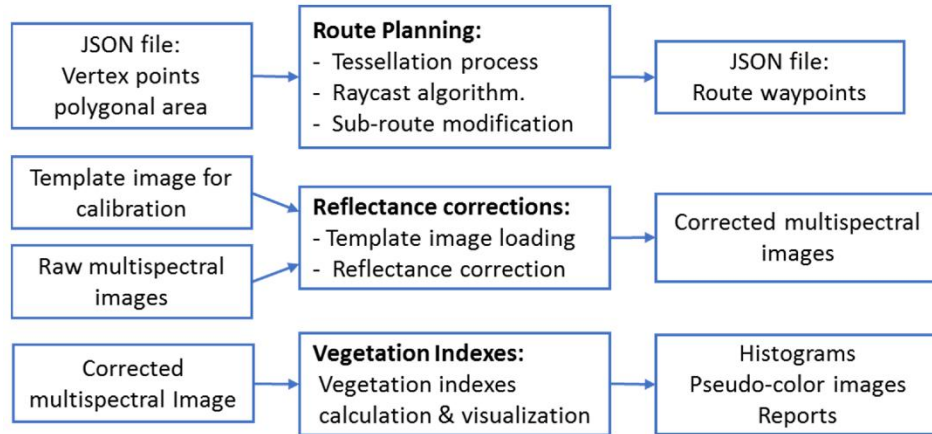 JSON file:
Vertex points
polygonal area
Route Planning:
- Tessellation process
- Raycast algorithm.
- Sub-route modification
JSON file:
Route waypoints
Template image for
calibration
Raw multispectral
images
Reflectance corrections:
- Template image loading
- Reflectance correction
Corrected multispectral
images
Corrected
multispectral Image
Vegetation Indexes:
Vegetation indexes
calculation & visualization
Histograms
Pseudo-color images
Reports